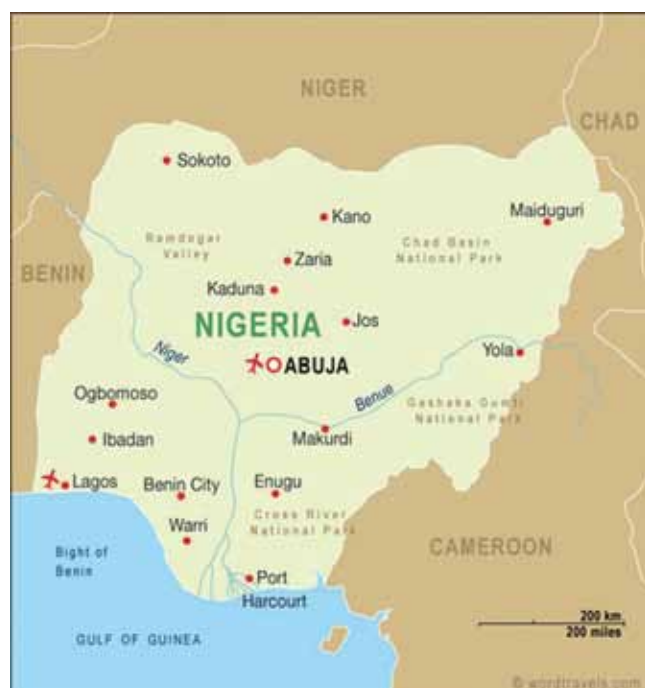 NIGER
CHAD
Sokoto
Kano
Maiduguri
Ramdogar
Valley
Chad Basin
National Park
Zaria
BENIN
Kaduna
NIGERIA
Jos
Niger
Yola
ABUJA
Benue
Ogbomoso
Gashaka Gumti
National Park
Makurdi
Ibadan
Lagos
Benin City
Enugu
Cross River
National Park
Warri
CAMEROON
Bight of
Benin
Port
Harcourt
200 km
200 miles
GULF OF GUINEA
© wordtravels.com